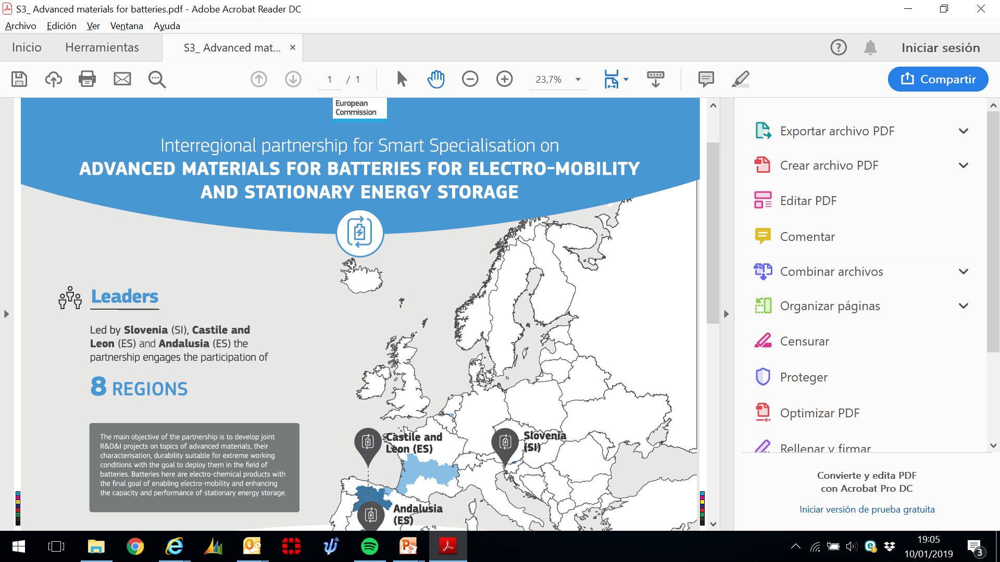 S3_ Advanced materials for batteries.pdf - Adobe Acrobat Reader DC
Archivo Edición Ver Ventana Ayuda
Inicio Herramientas S3_ Advanced mat... × Iniciar sesión
1 / 1 23,7% Compartir
European
Commission
Interregional partnership for Smart Specialisation on
ADVANCED MATERIALS FOR BATTERIES FOR ELECTRO-MOBILITY
AND STATIONARY ENERGY STORAGE
Leaders
Led by Slovenia (SI), Castile and
Leon (ES) and Andalusia (ES) the
partnership engages the participation of
8 REGIONS
The main objective of the partnership is to develop joint
R&D&I projects on topics of advanced materials, their
characterisation, durability suitable for extreme working
conditions with the goal to deploy them in the field of
batteries. Batteries here are electro-chemical products with
the final goal of enabling electro-mobility and enhancing
the capacity and performance of stationary energy storage.
Castile and
Leon (ES)
Slovenia
(SI)
Andalusia
(ES)
Exportar archivo PDF
Crear archivo PDF
Editar PDF
Comentar
Combinar archivos
Organizar páginas
Censurar
Proteger
Optimizar PDF
Rellenar y firmar
Convierte y edita PDF
con Acrobat Pro DC
Iniciar versión de prueba gratuita
19:05
10/01/2019
3